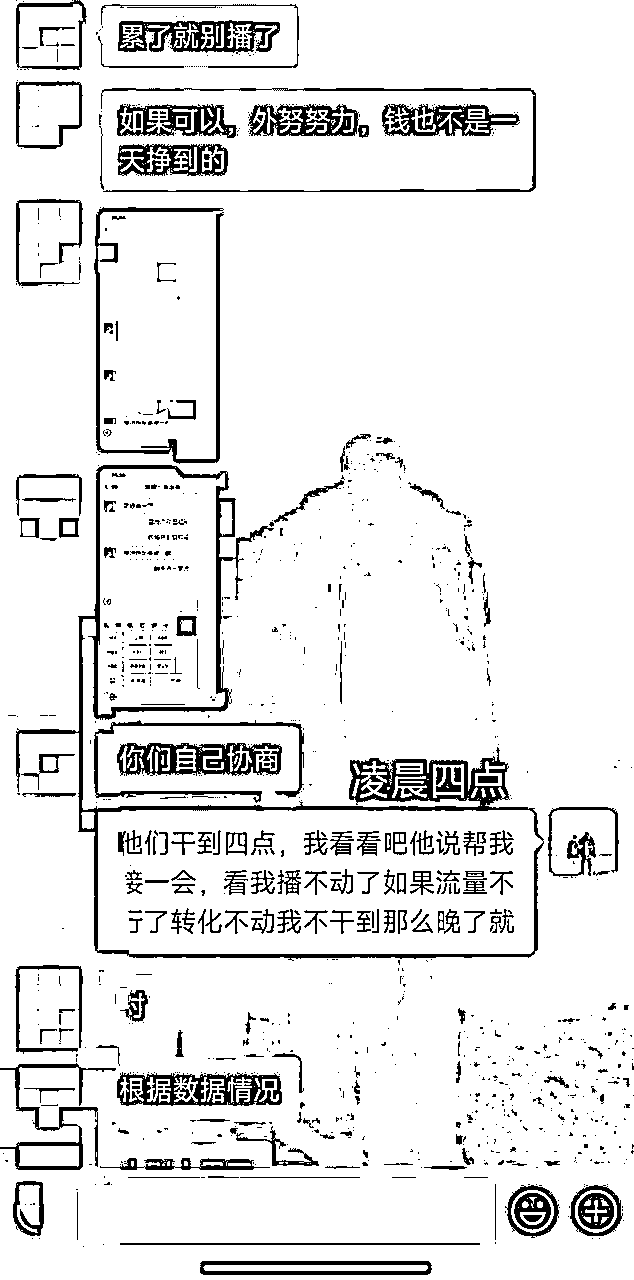 累了就别播了
如果可以，外努努力，钱也不是一
天挣到的
你们自己协商
凌晨四点
他们干到四点，我看看吧他说帮我
接一会，看我播不动了如果流量不
行了转化不动我不干到那么晚了就
对
根据数据情况